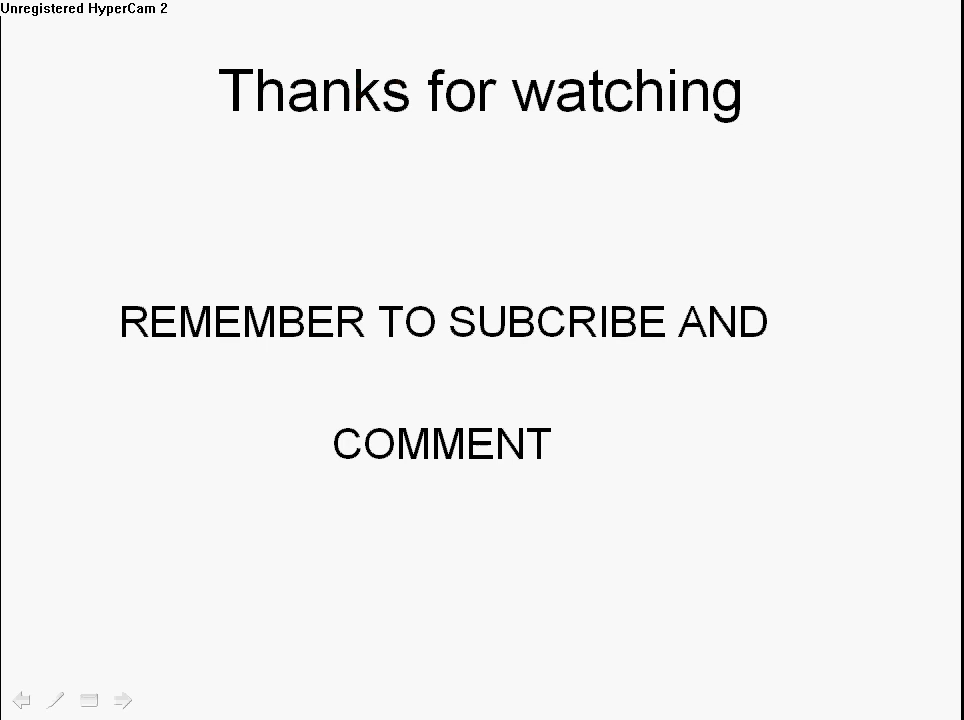 Unregistered HyperCam 2
Thanks for watching
REMEMBER TO SUBCRIBE AND
COMMENT